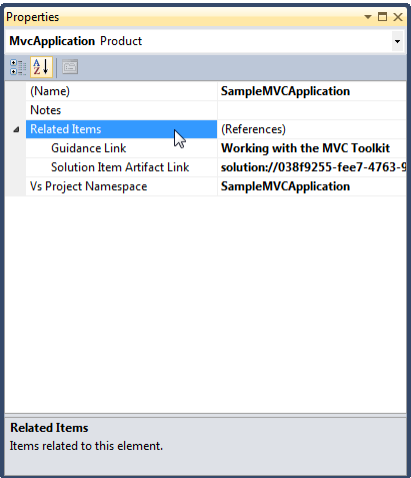 Properties
MvcApplication Product
(Name) SampleMVCApplication
Notes
Related Items (References)
Guidance Link Working with the MVC Toolkit
Solution Item Artifact Link solution://038f9255-fee7-4763-9
Vs Project Namespace SampleMVCApplication
Related Items
Items related to this element.